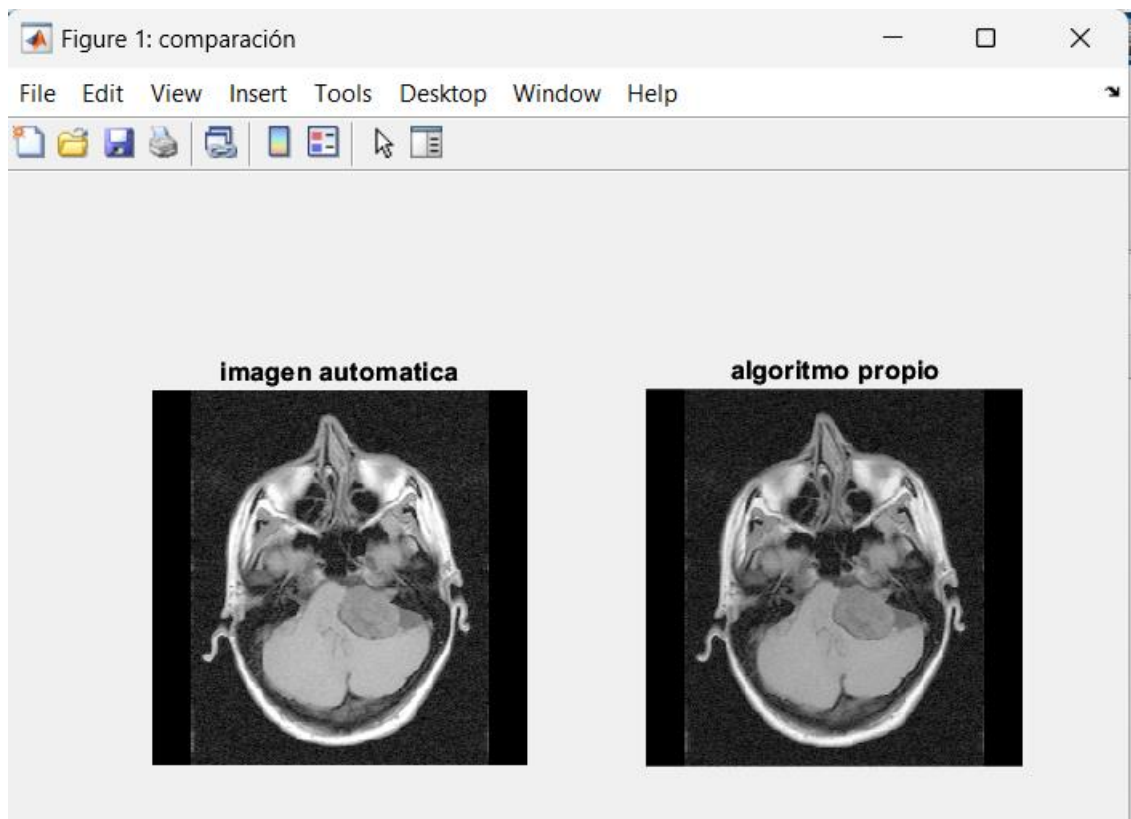 Figure 1: comparación
File Edit View Insert Tools Desktop Window Help
imagen automatica
algoritmo propio